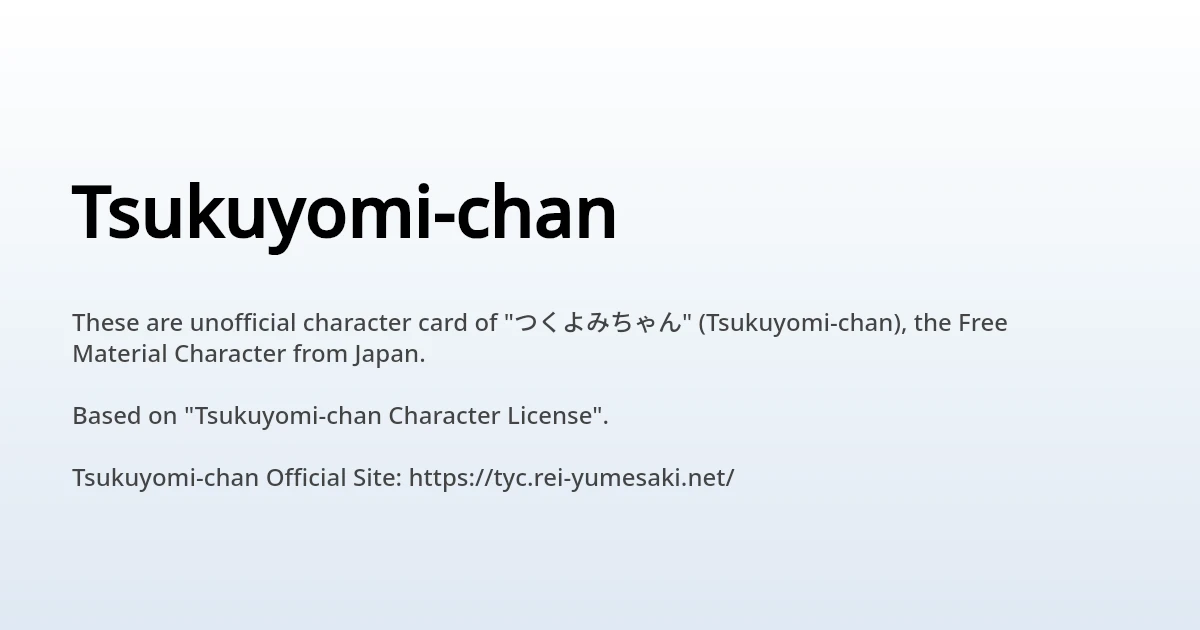 Tsukuyomi-chan
These are unofficial character card of "つくよみちゃん" (Tsukuyomi-chan), the Free
Material Character from Japan.
Based on "Tsukuyomi-chan Character License".
Tsukuyomi-chan Official Site: https://tyc.rei-yumesaki.net/